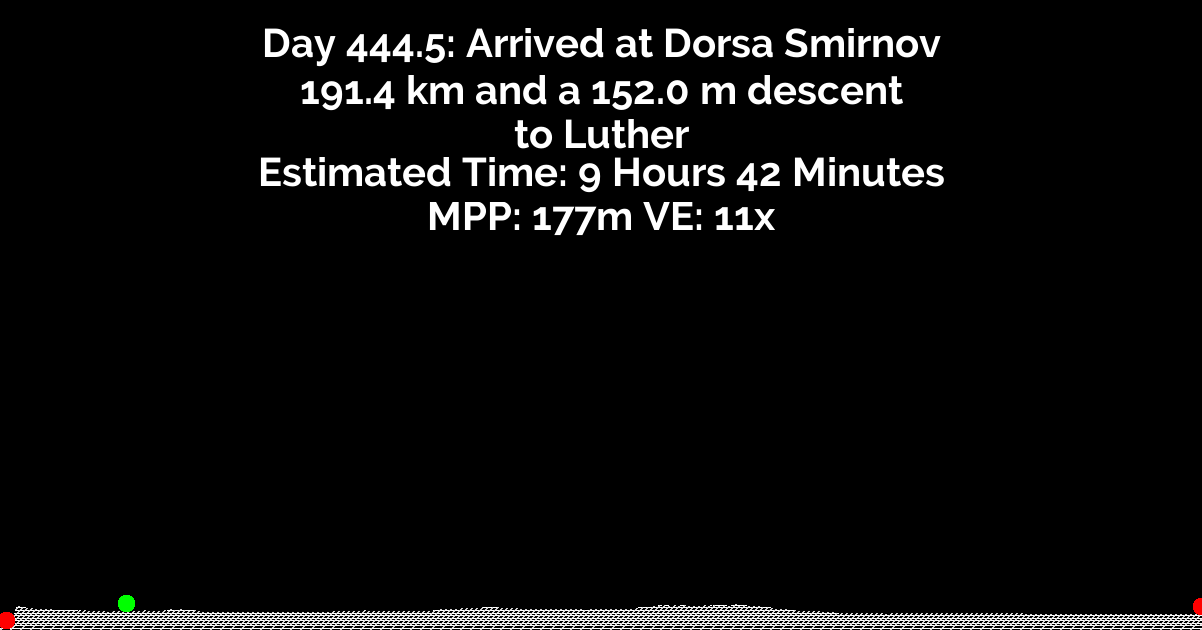 Day 444.5: Arrived at Dorsa Smirnov
191.4 km and a 152.0 m descent
to Luther
Estimated Time: 9 Hours 42 Minutes
MPP: 177m VE: 11x